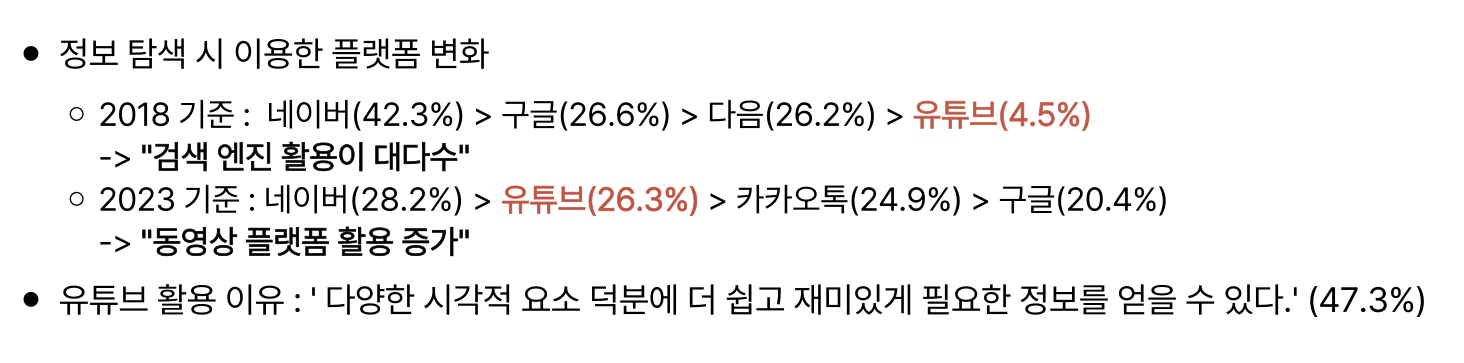 ● 정보 탐색 시 이용한 플랫폼 변화
○ 2018 기준 : 네이버(42.3%) > 구글(26.6%) > 다음(26.2%) > 유튜브(4.5%)
-> "검색 엔진 활용이 대다수"
○ 2023 기준 : 네이버(28.2%) > 유튜브(26.3%) > 카카오톡(24.9%) > 구글(20.4%)
-> "동영상 플랫폼 활용 증가"
● 유튜브 활용 이유 : ' 다양한 시각적 요소 덕분에 더 쉽고 재미있게 필요한 정보를 얻을 수 있다.' (47.3%)